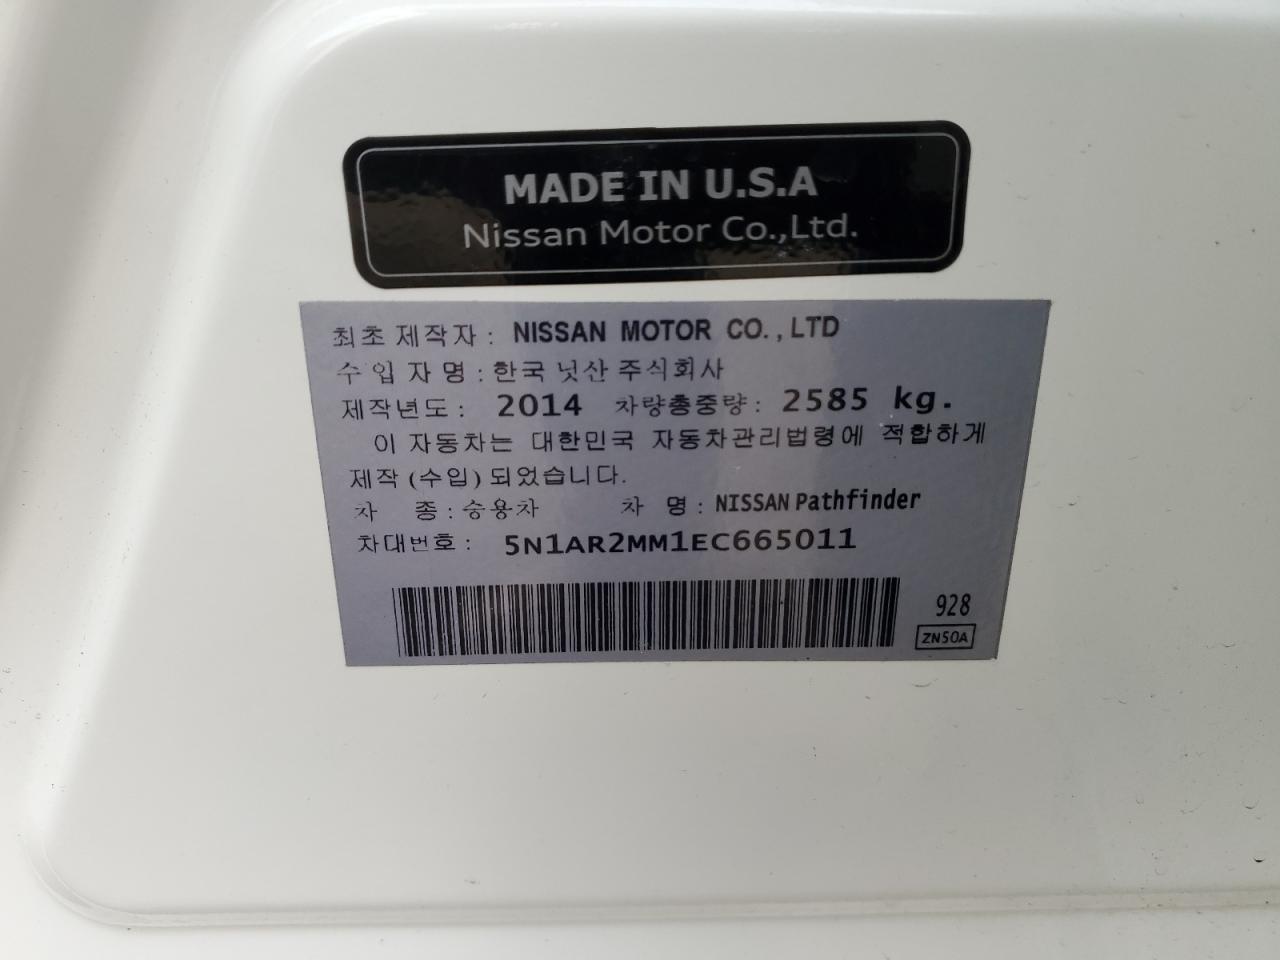 MADE IN U.S.A
Nissan Motor Co.,Ltd.
최초 제작자 : NISSAN MOTOR CO.,LTD
수 입 자 명 : 한국 닛산 주식회사
제작년도 : 2014 차량총중량 : 2585 kg.
이 자동차는 대한민국 자동차관리법령에 적합하게
제작 (수입) 되었습니다.
차 종 : 승용차 차 명 : NISSAN Pathfinder
차대번호 : 5N1AR2MM1EC665011
928
ZN50A